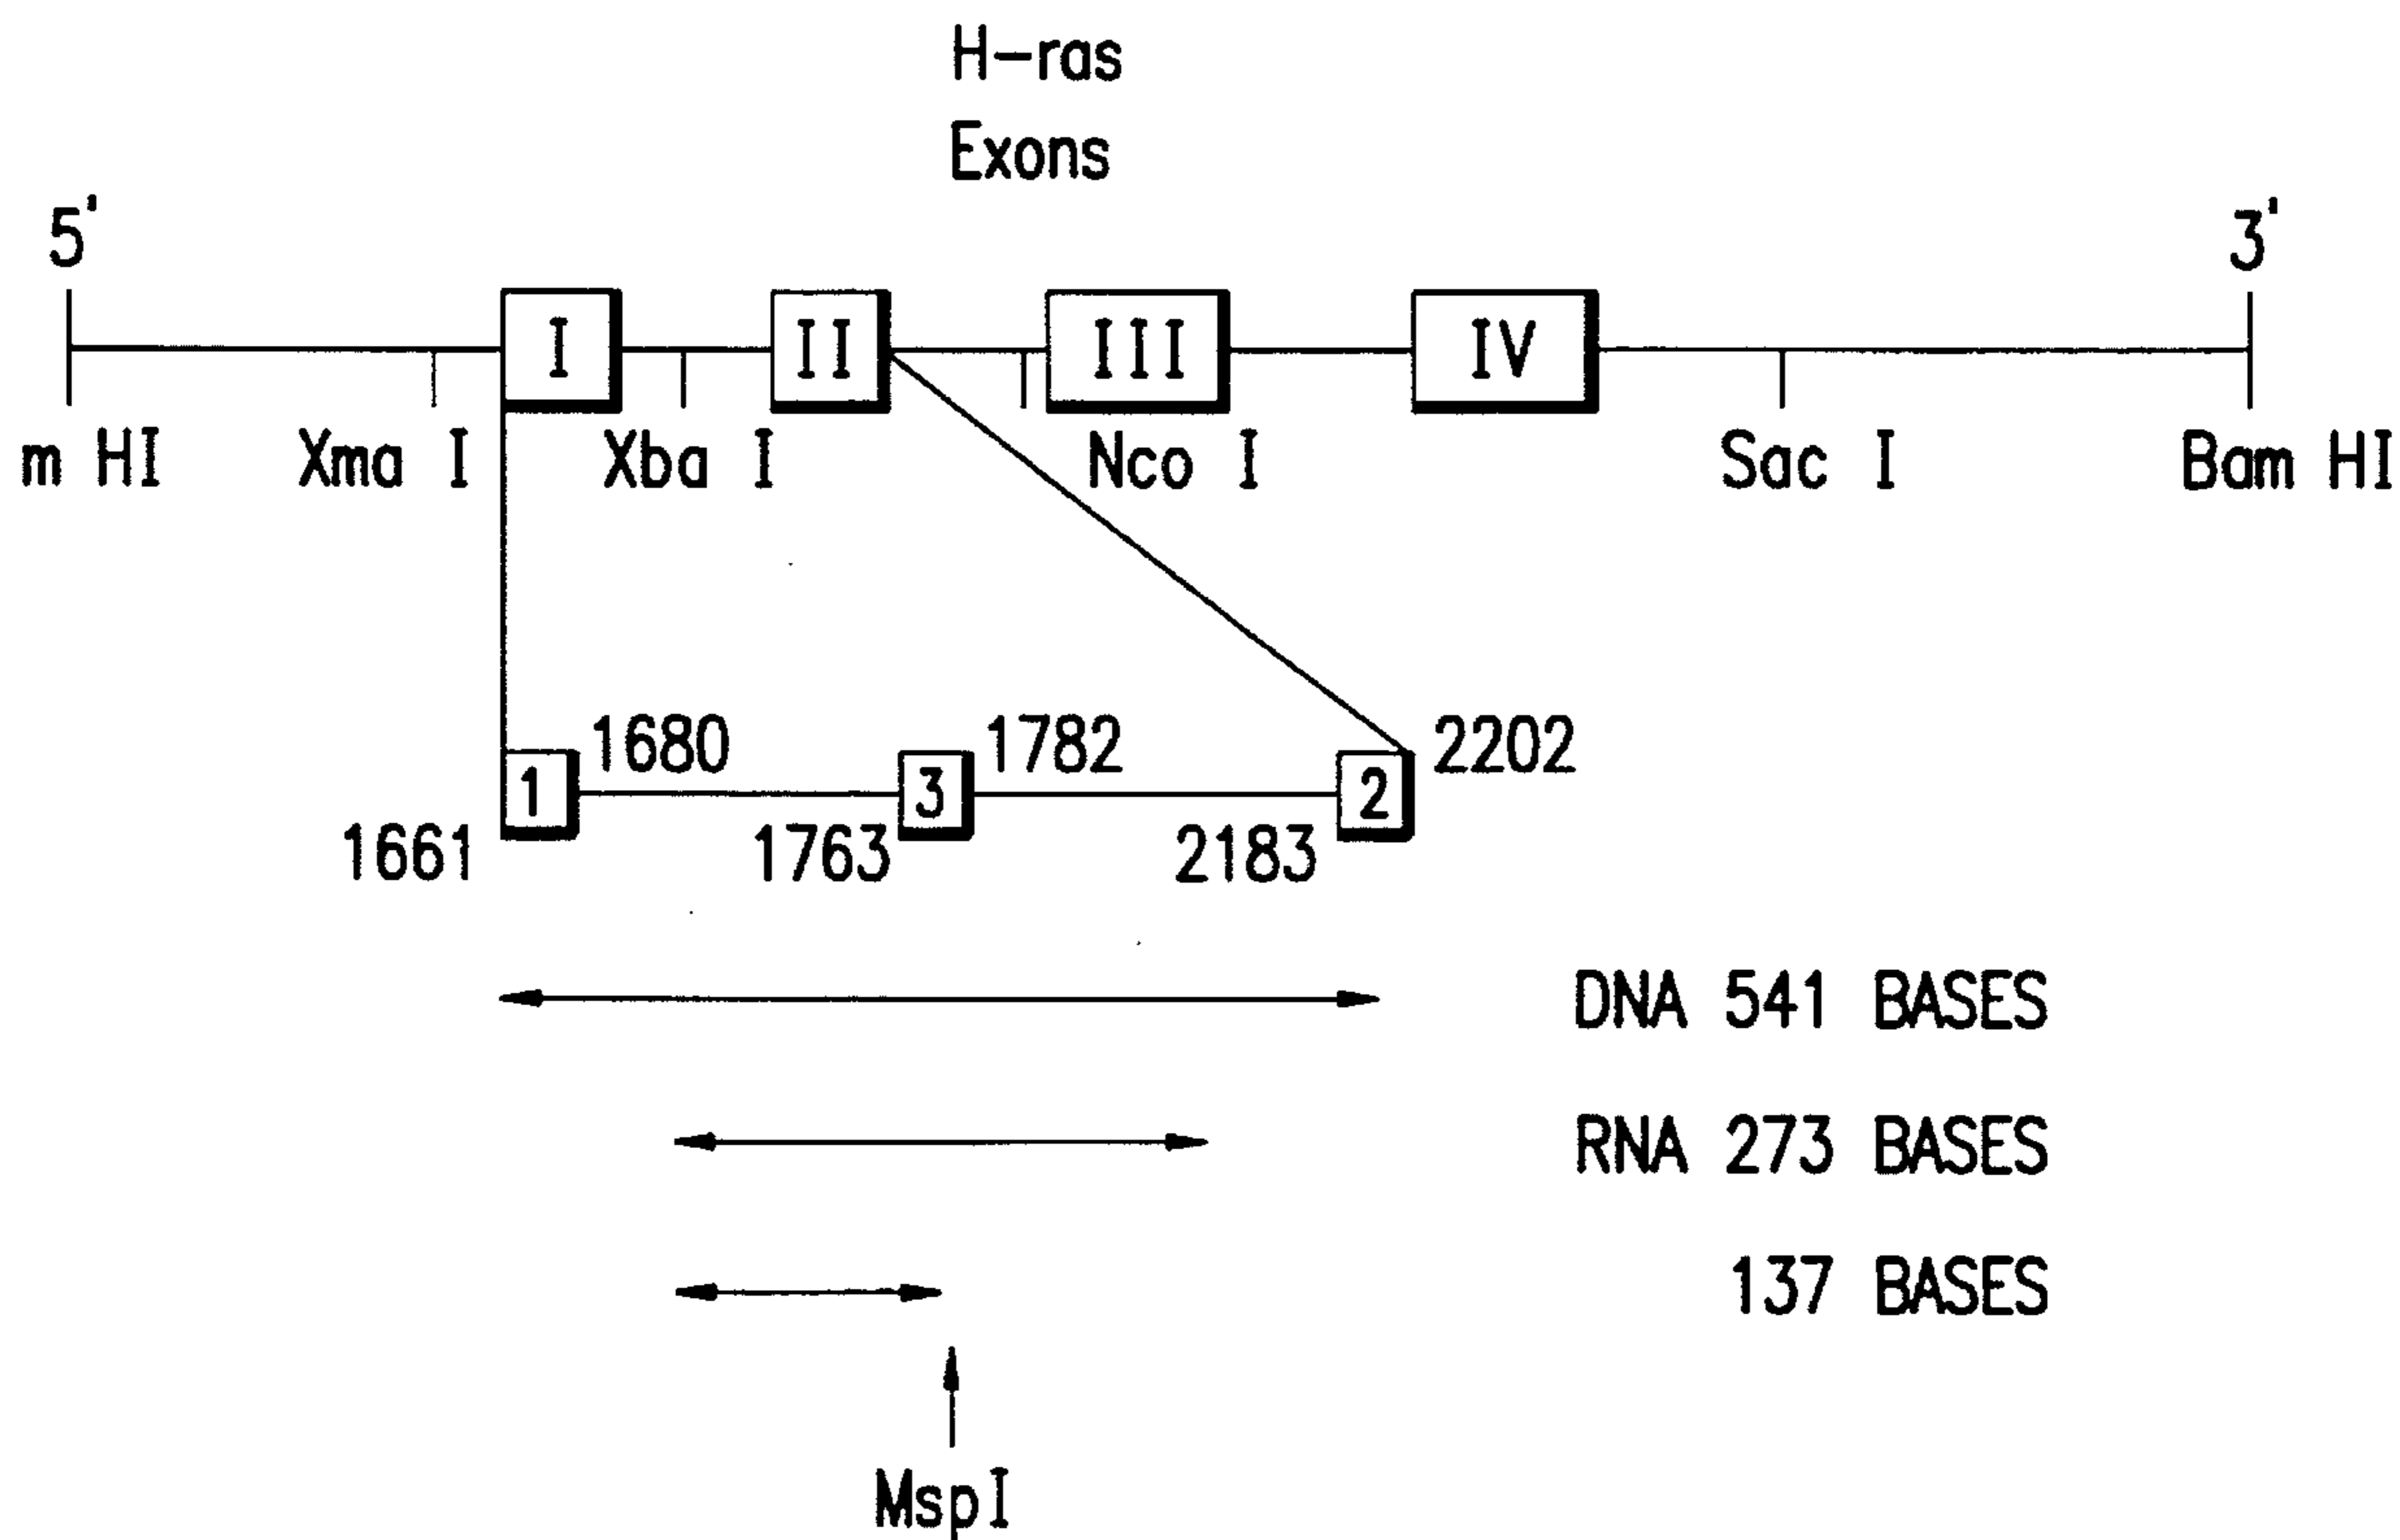 H-ras
Exons
5' 3'
I II III IV
m HI Xma I Xba I Nco I Sac I Bam HI
1680 1782 2202
1 3 2
1661 1763 2183
DNA 541 BASES
RNA 273 BASES
137 BASES
MspI